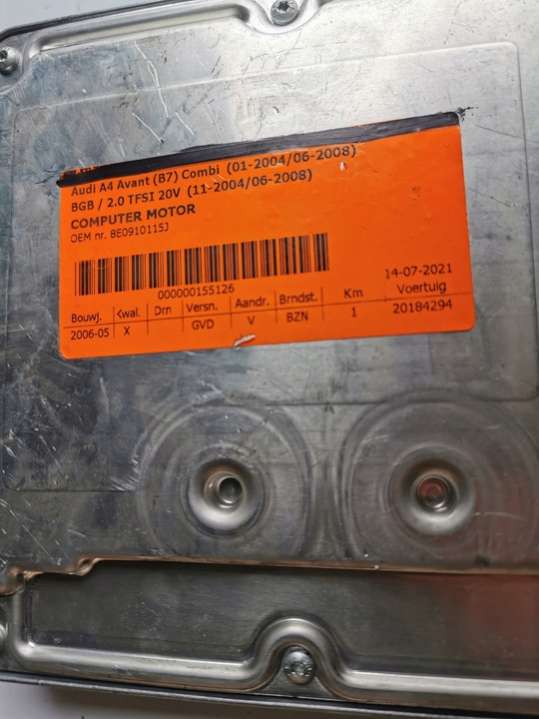 Audi A4 Avant (B7) Combi (01-2004/06-2008)
BGB / 2.0 TFSI 20V (11-2004/06-2008)
COMPUTER MOTOR
OEM nr. 8E0910115J
000000155126
14-07-2021
Bouwj. Kwal. Drn Versn. Aandr. Brndst. Km Voertuig
2006-05 X GVD V BZN 1 20184294